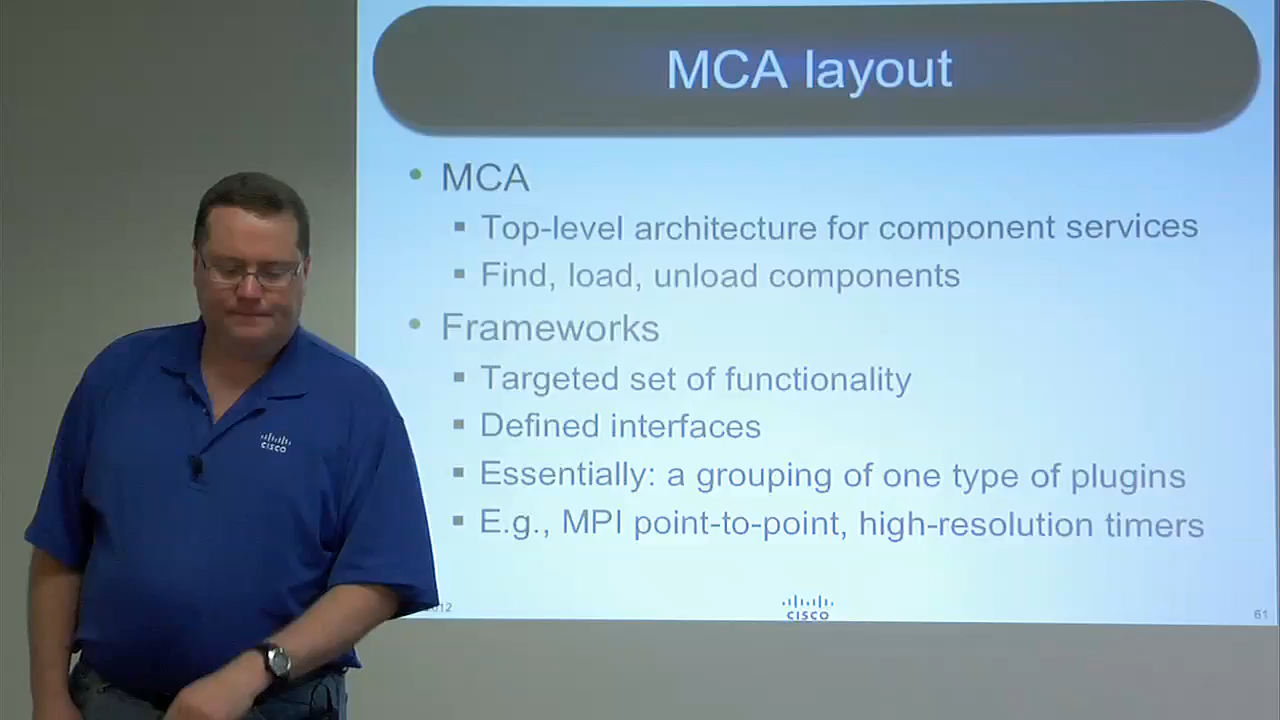 MCA layout
• MCA
▪ Top-level architecture for component services
▪ Find, load, unload components
• Frameworks
▪ Targeted set of functionality
▪ Defined interfaces
▪ Essentially: a grouping of one type of plugins
▪ E.g., MPI point-to-point, high-resolution timers
CISCO
CISCO
61